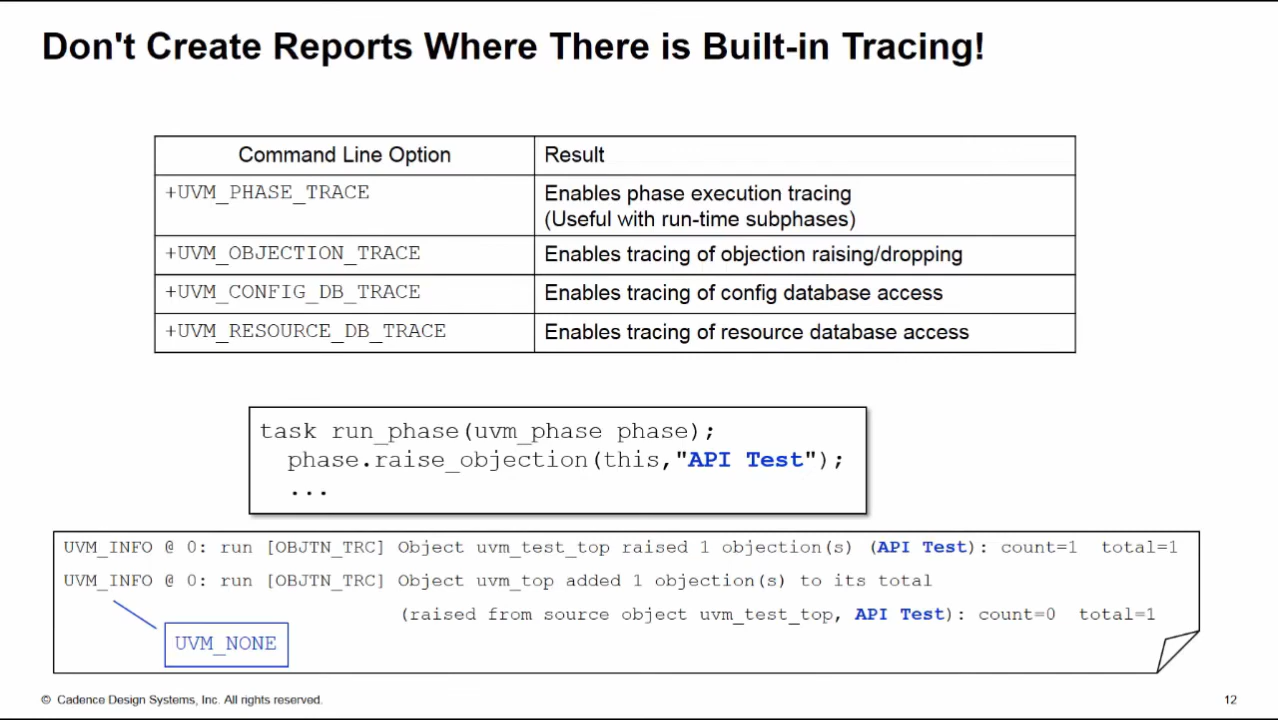 Don't Create Reports Where There is Built-in Tracing!
Command Line Option Result
+UVM_PHASE_TRACE Enables phase execution tracing
(Useful with run-time subphases)
+UVM_OBJECTION_TRACE Enables tracing of objection raising/dropping
+UVM_CONFIG_DB_TRACE Enables tracing of config database access
+UVM_RESOURCE_DB_TRACE Enables tracing of resource database access
task run_phase(uvm_phase phase);
phase.raise_objection(this,"API Test");
...
UVM_INFO @ 0: run [OBJTN_TRC] Object uvm_test_top raised 1 objection(s) (API Test): count=1 total=1
UVM_INFO @ 0: run [OBJTN_TRC] Object uvm_top added 1 objection(s) to its total
(raised from source object uvm_test_top, API Test): count=0 total=1
UVM_NONE
© Cadence Design Systems, Inc. All rights reserved. 12